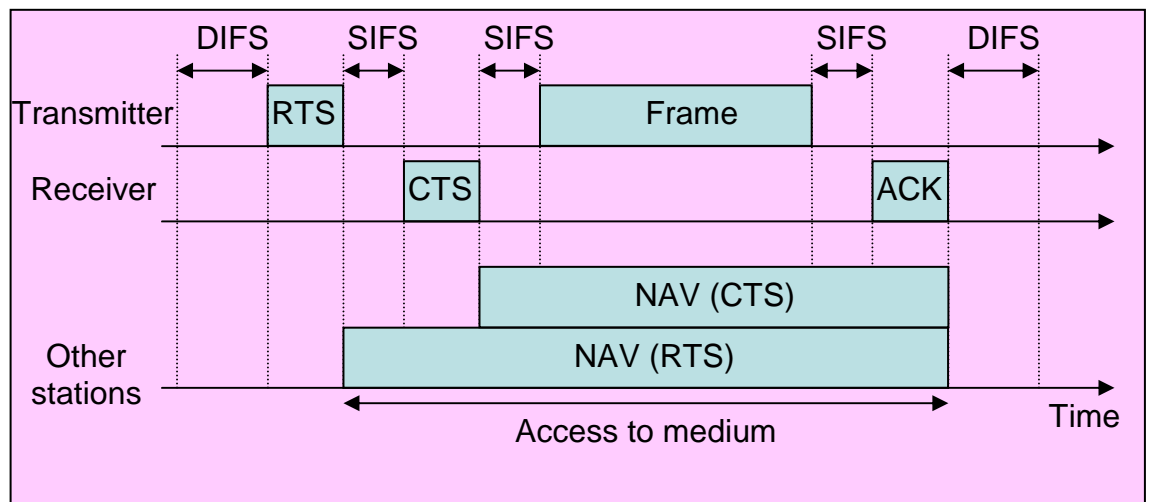 DIFS SIFS SIFS SIFS DIFS
Transmitter RTS Frame
Receiver CTS ACK
NAV (CTS)
Other
stations
NAV (RTS)
Time
Access to medium